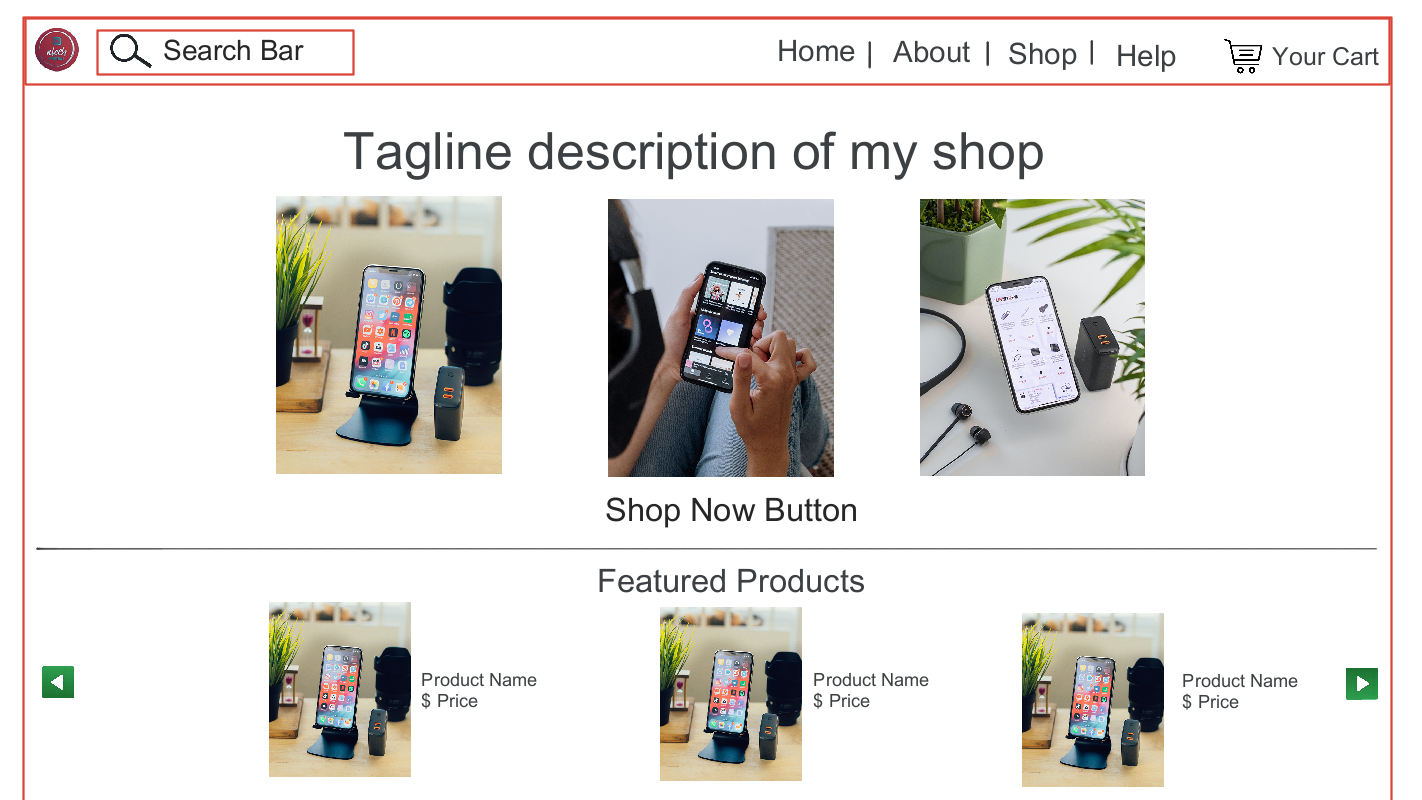 Search Bar
Home | About | Shop | Help
Your Cart
Tagline description of my shop
Shop Now Button
Featured Products
Product Name
$ Price
Product Name
$ Price
Product Name
$ Price